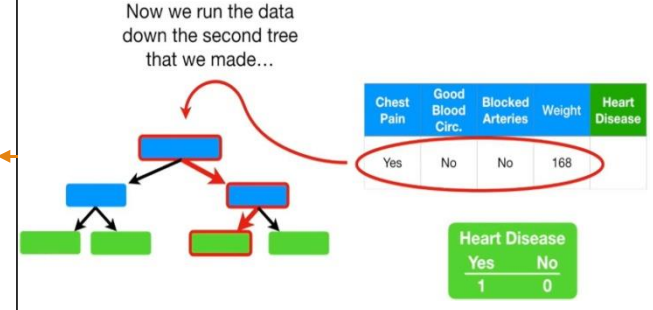 Now we run the data
down the second tree
that we made...
Chest Pain Good Blood Circ. Blocked Arteries Weight Heart Disease
Yes No No 168
Heart Disease
Yes No
1 0